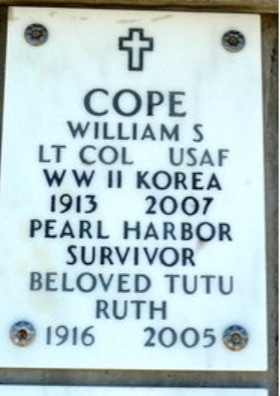 COPE
WILLIAM S
LT COL USAF
WW II KOREA
1913 2007
PEARL HARBOR
SURVIVOR
BELOVED TUTU
RUTH
1916 2005